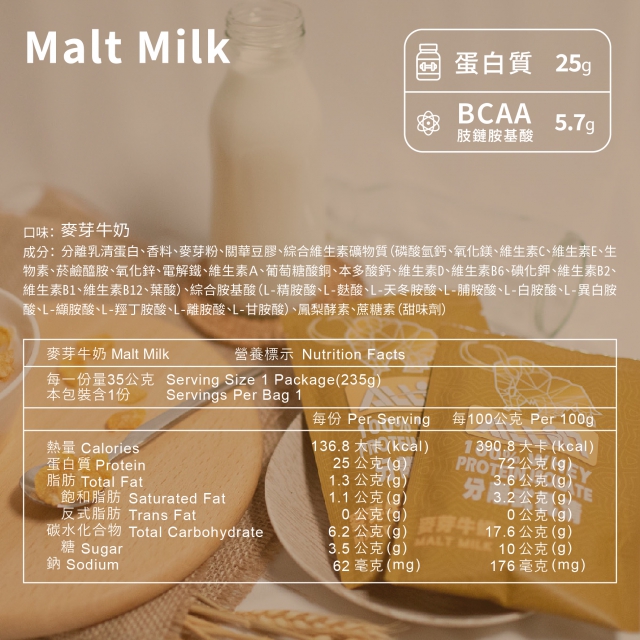 Malt Milk
蛋白質 25g
BCAA
肢鏈胺基酸
5.7g
口味：麥芽牛奶
成分：分離乳清蛋白、香料、麥芽粉、關華豆膠、綜合維生素礦物質（磷酸氫鈣、氧化鎂、維生素C、維生素E、生
物素、菸鹼醯胺、氧化鋅、電解鐵、維生素A、葡萄糖酸銅、本多酸鈣、維生素D、維生素B6、碘化鉀、維生素B2、
維生素B1、維生素B12、葉酸）、綜合胺基酸（L-精胺酸、L-麩酸、L-天冬胺酸、L-脯胺酸、L-白胺酸、L-異白胺
酸、L-纈胺酸、L-羥丁胺酸、L-離胺酸、L-甘胺酸）、鳳梨酵素、蔗糖素（甜味劑）
麥芽牛奶 Malt Milk 營養標示 Nutrition Facts
每一份量35公克 Serving Size 1 Package(235g)
本包裝含1份 Servings Per Bag 1
每份 Per Serving 每100公克 Per 100g
熱量 Calories 136.8 大卡(kcal) 390.8 大卡(kcal)
蛋白質 Protein 25 公克(g) 72 公克(g)
脂肪 Total Fat 1.3 公克(g) 3.6 公克(g)
飽和脂肪 Saturated Fat 1.1 公克(g) 3.2 公克(g)
反式脂肪 Trans Fat 0 公克(g) 0 公克(g)
碳水化合物 Total Carbohydrate 6.2 公克(g) 17.6 公克(g)
糖 Sugar 3.5 公克(g) 10 公克(g)
鈉 Sodium 62 毫克(mg) 176 毫克(mg)
麥芽牛奶
MALT MILK